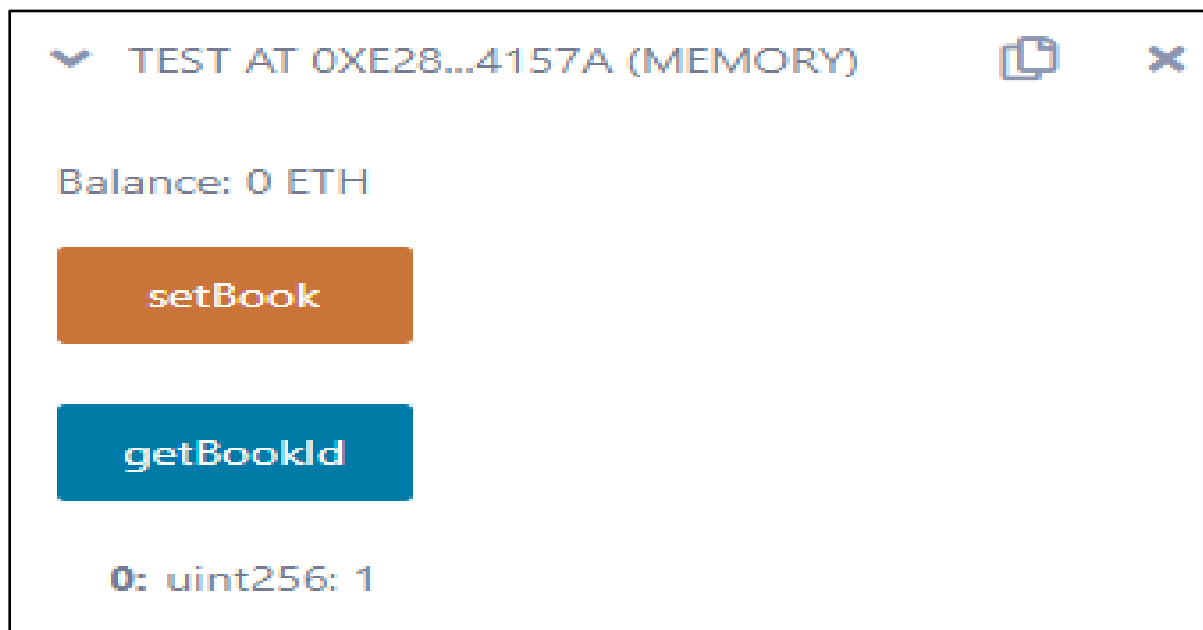 TEST AT 0XE28...4157A (MEMORY)
Balance: 0 ETH
setBook
getBookId
0: uint256: 1